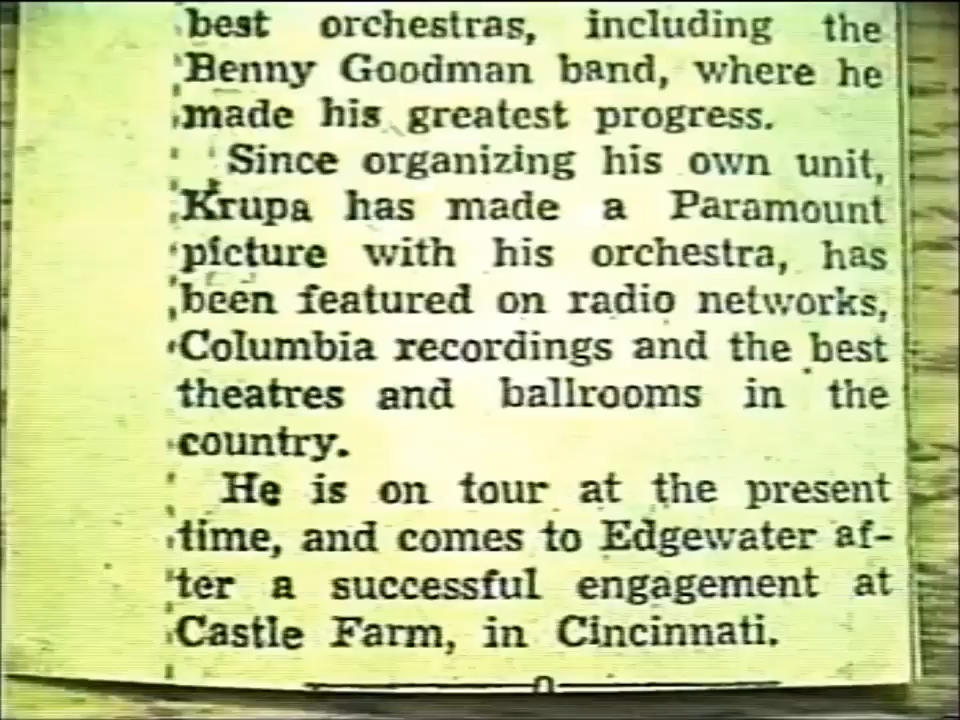 best orchestras, including the
Benny Goodman band, where he
made his greatest progress.
Since organizing his own unit,
Krupa has made a Paramount
picture with his orchestra, has
been featured on radio networks,
Columbia recordings and the best
theatres and ballrooms in the
country.
He is on tour at the present
time, and comes to Edgewater af-
ter a successful engagement at
Castle Farm, in Cincinnati.